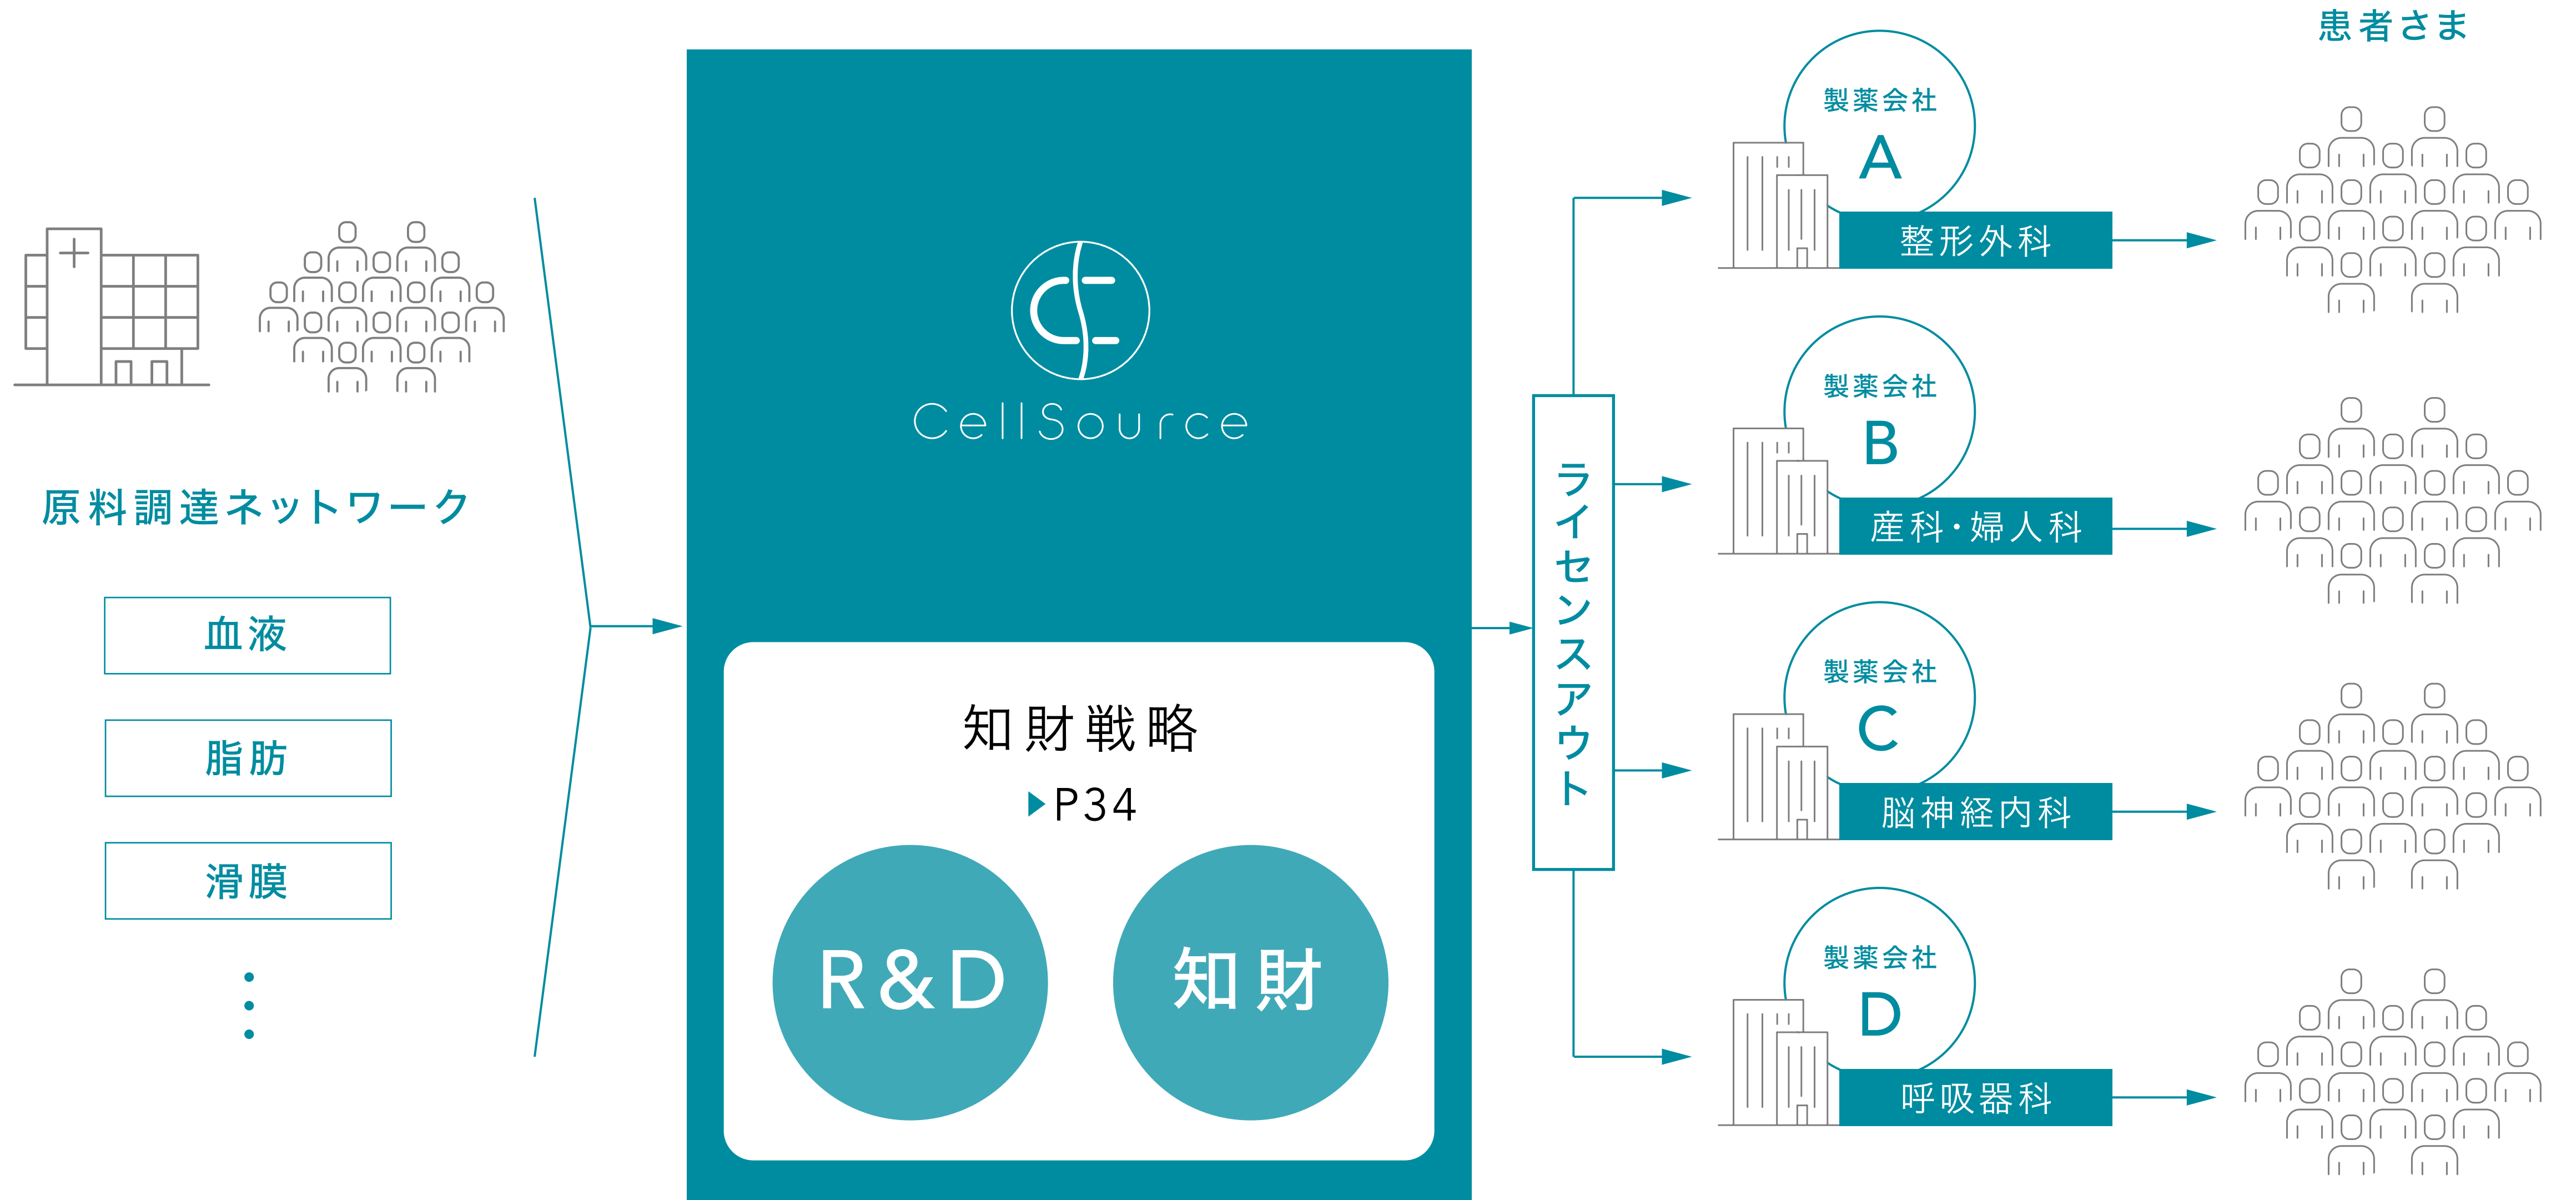 原料調達ネットワーク
血液
脂肪
滑膜
CellSource
知財戦略
P34
R&D
知財
ライセンスアウト
製薬会社
A
整形外科
製薬会社
B
産科・婦人科
製薬会社
C
脳神経内科
製薬会社
D
呼吸器科
患者さま